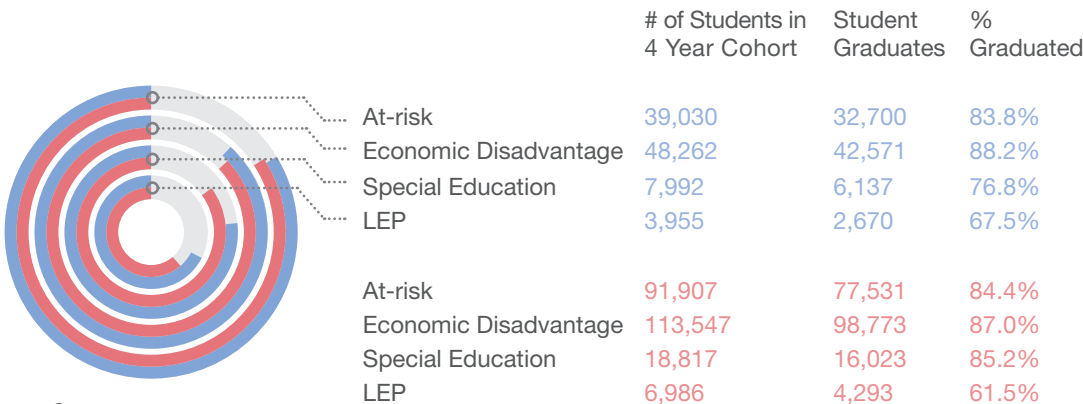 # of Students in Student %
4 Year Cohort Graduates Graduated
At-risk 39,030 32,700 83.8%
Economic Disadvantage 48,262 42,571 88.2%
Special Education 7,992 6,137 76.8%
LEP 3,955 2,670 67.5%
At-risk 91,907 77,531 84.4%
Economic Disadvantage 113,547 98,773 87.0%
Special Education 18,817 16,023 85.2%
LEP 6,986 4,293 61.5%